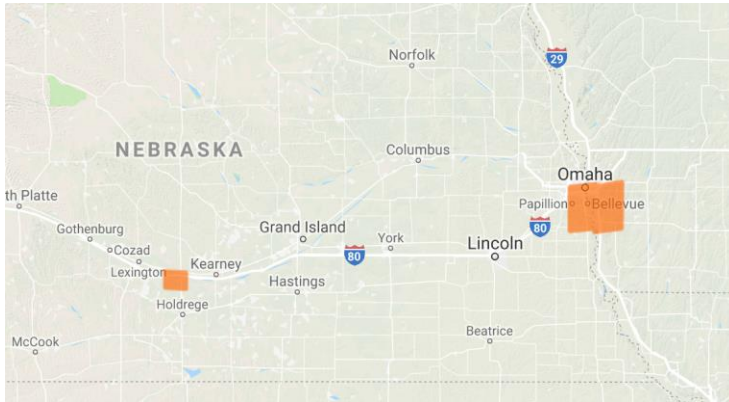 Norfolk
29
NEBRASKA
Columbus
Omaha
th Platte
Papillion
Bellevue
Gothenburg
Grand Island
80
York
Lincoln
80
Cozad
Lexington
Kearney
Hastings
Holdrege
McCook
Beatrice